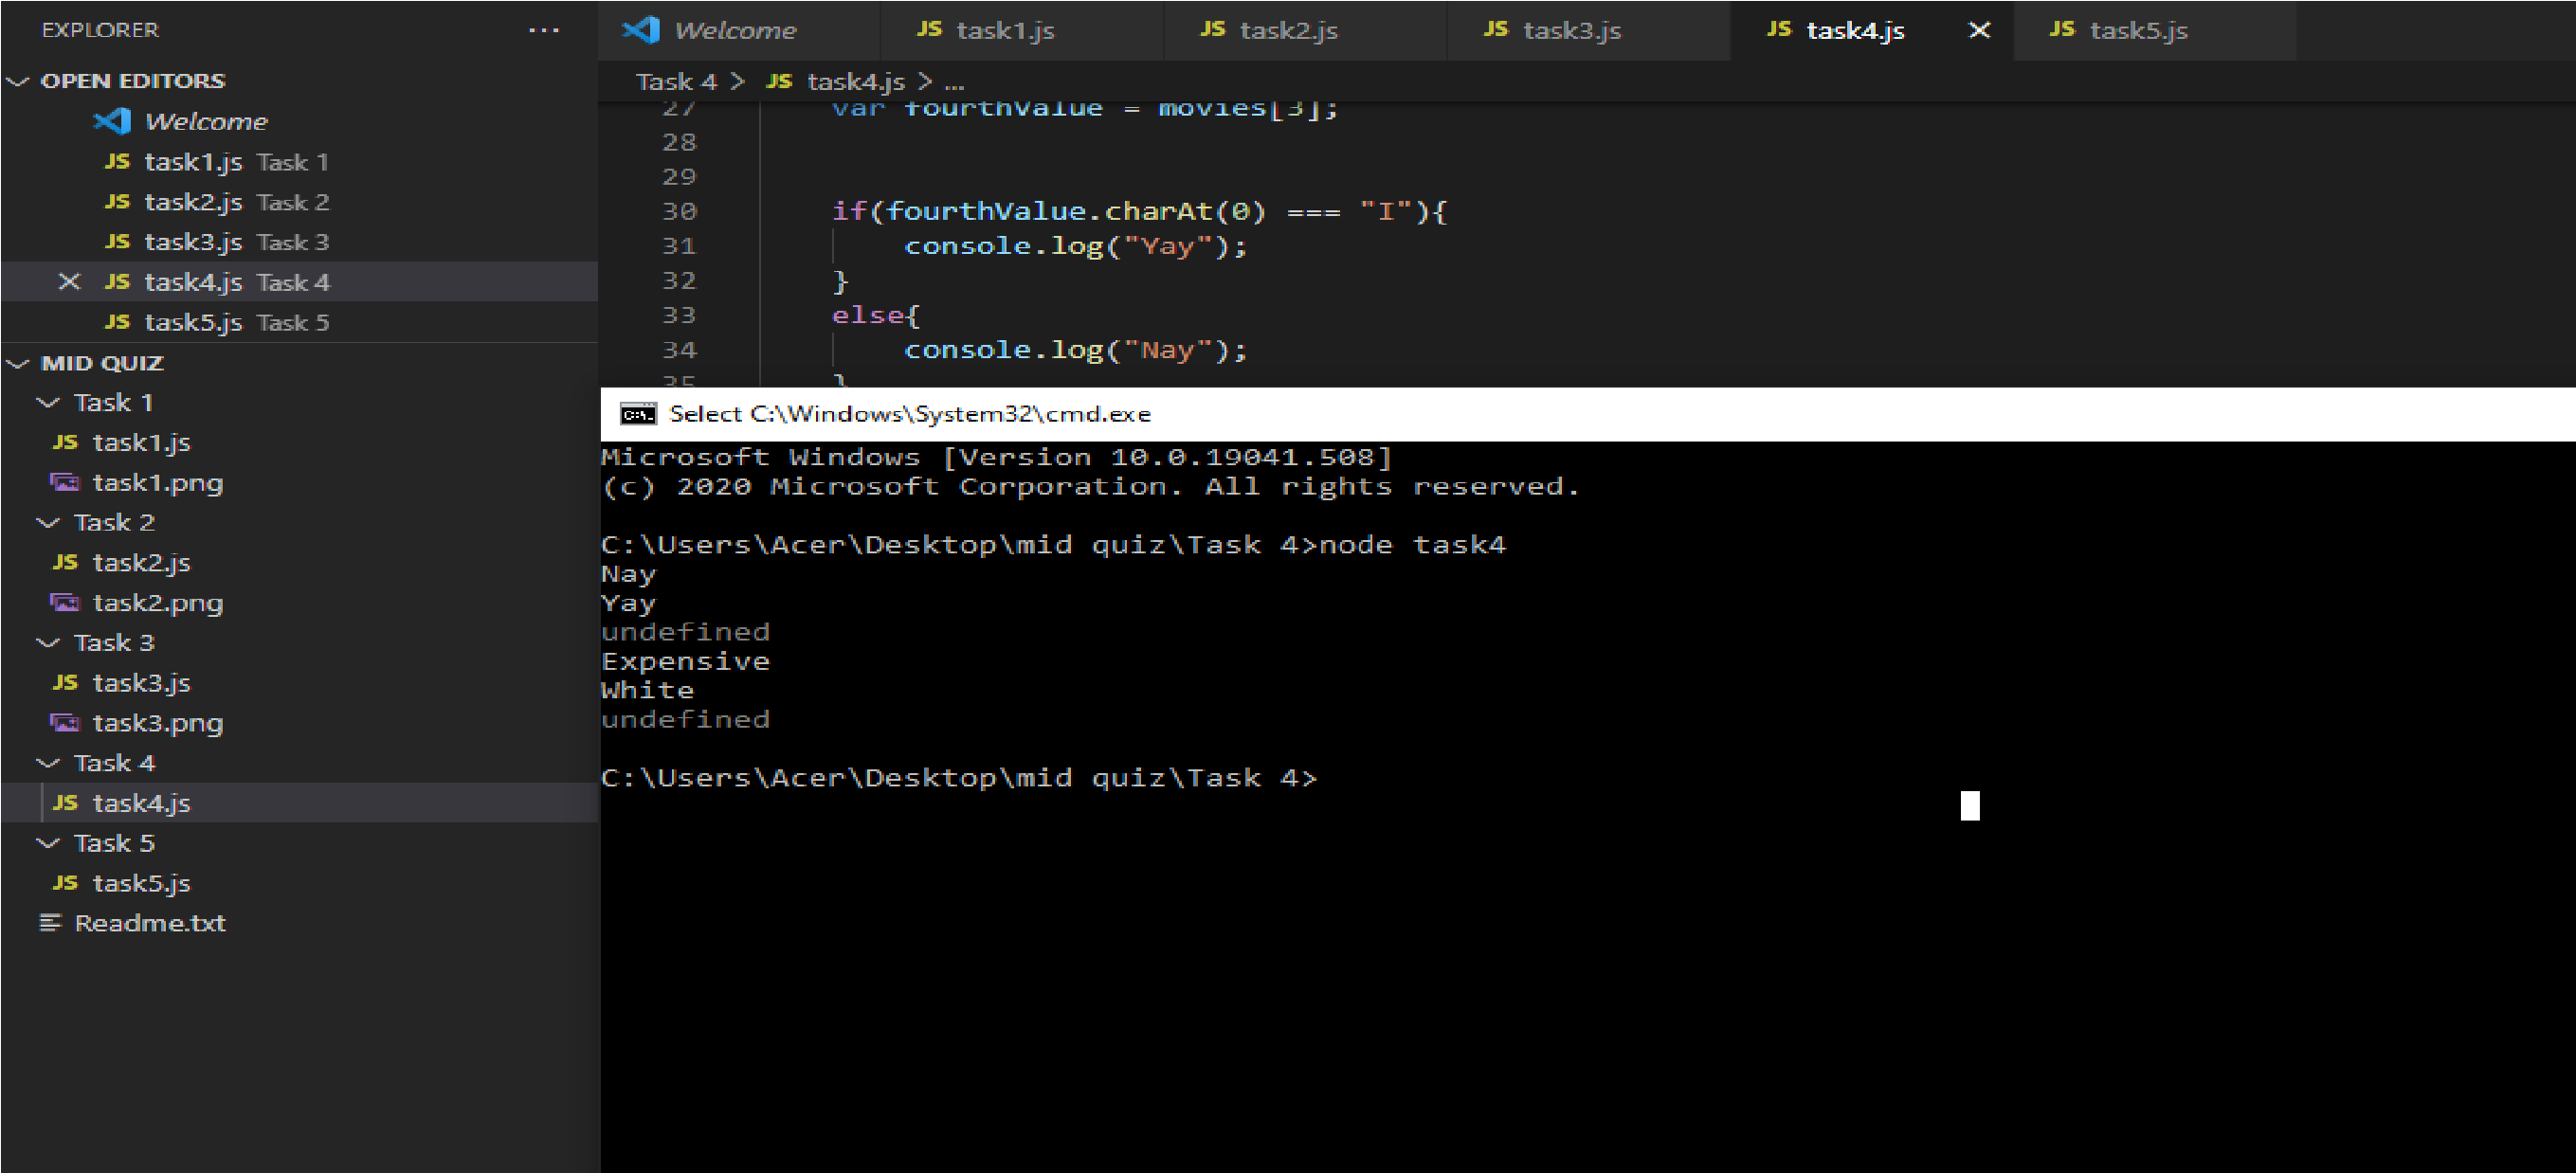 EXPLORER ...
OPEN EDITORS
Welcome
JS task1.js Task 1
JS task2.js Task 2
JS task3.js Task 3
JS task4.js Task 4
JS task5.js Task 5
MID QUIZ
Task 1
JS task1.js
task1.png
Task 2
JS task2.js
task2.png
Task 3
JS task3.js
task3.png
Task 4
JS task4.js
Task 5
JS task5.js
Readme.txt
Welcome JS task1.js JS task2.js JS task3.js JS task4.js JS task5.js
Task 4 > JS task4.js > ...
27 var fourthValue = movies[3];
28
29
30 if(fourthValue.charAt(0) === "I"){
31 console.log("Yay");
32 }
33 else{
34 console.log("Nay");
35 }
Select C:\Windows\System32\cmd.exe
Microsoft Windows [Version 10.0.19041.508]
(c) 2020 Microsoft Corporation. All rights reserved.
C:\Users\Acer\Desktop\mid quiz\Task 4>node task4
Nay
Yay
undefined
Expensive
White
undefined
C:\Users\Acer\Desktop\mid quiz\Task 4>